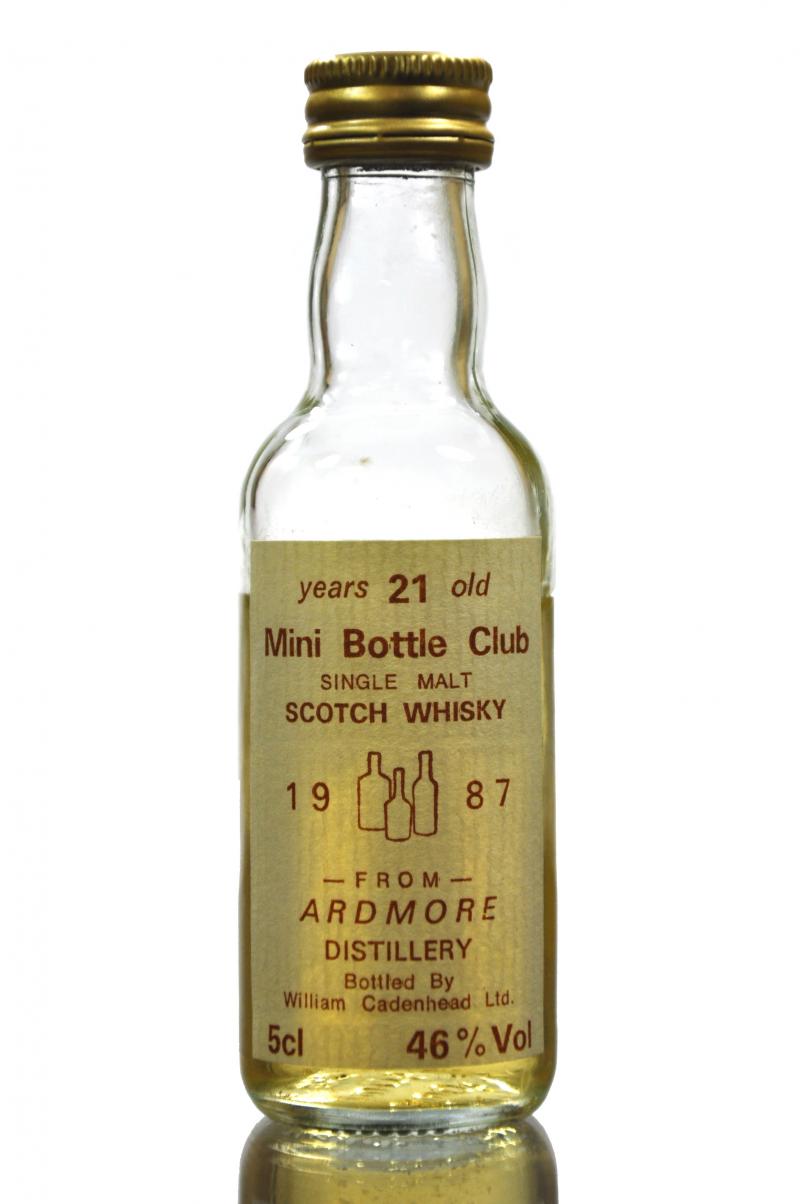 years 21 old
Mini Bottle Club
SINGLE MALT
SCOTCH WHISKY
19 87
— FROM —
ARDMORE
DISTILLERY
Bottled By
William Cadenhead Ltd.
5cl 46% Vol